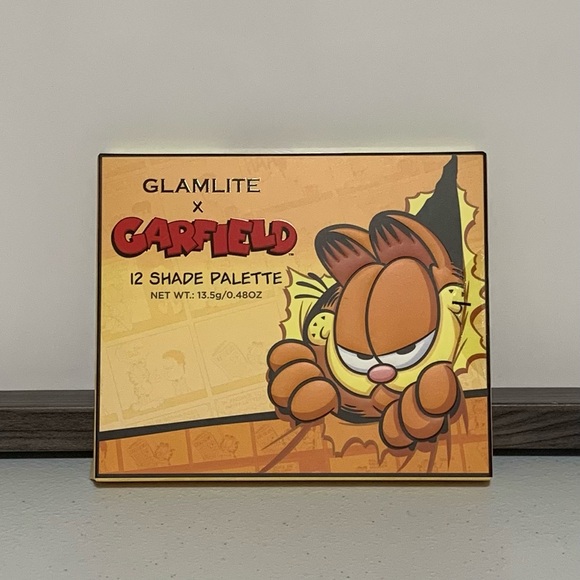 GLAMLITE
X
GARFIELD
12 SHADE PALETTE
NET WT.: 13.5g/0.48OZ